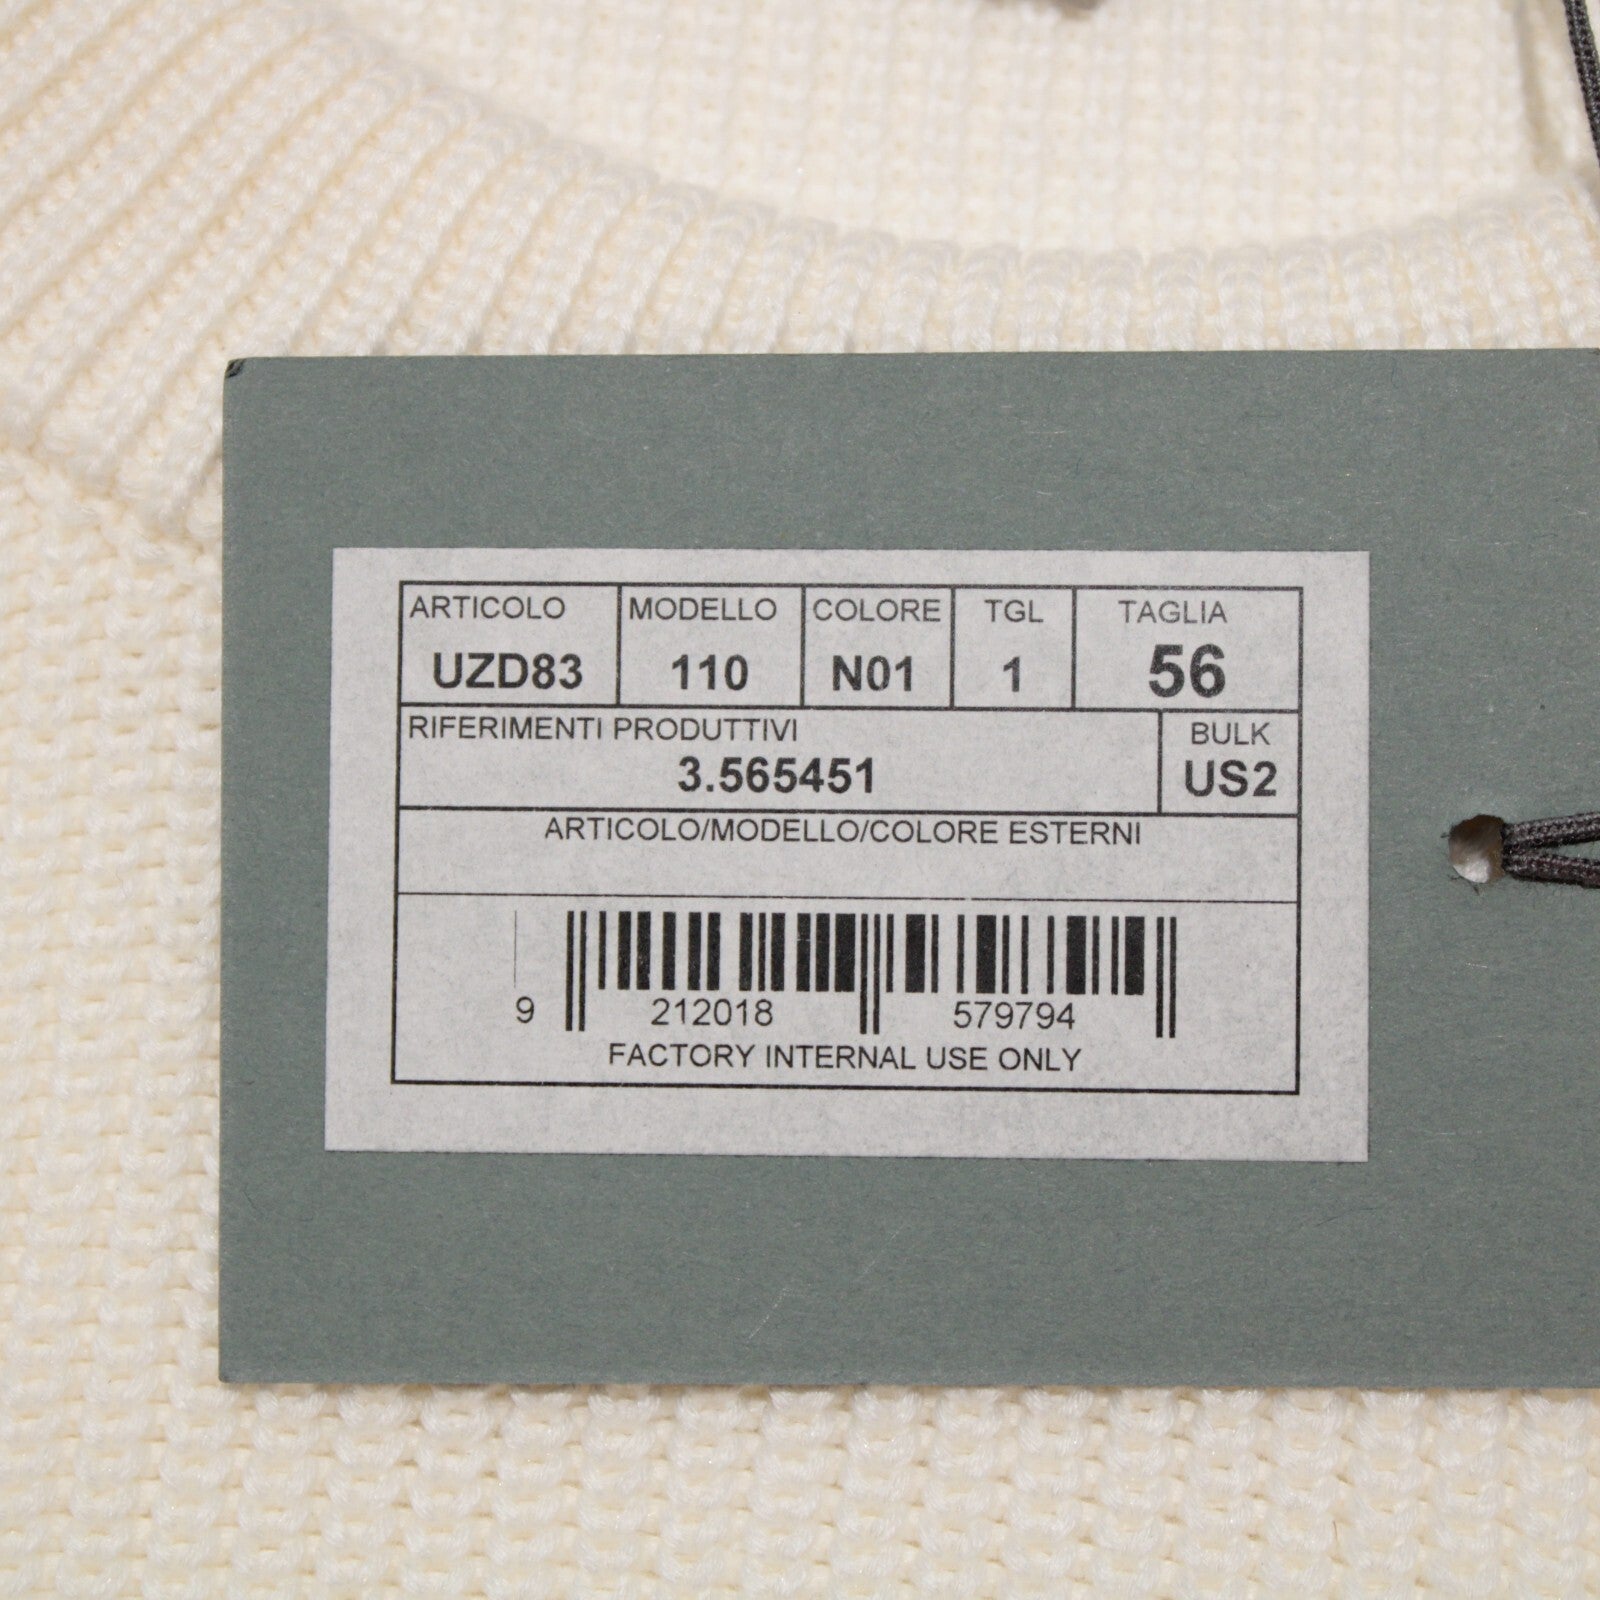 ARTICOLO MODELLO COLORE TGL TAGLIA
UZD83 110 N01 1 56
RIFERIMENTI PRODUTTIVI BULK
3.565451 US2
ARTICOLO/MODELLO/COLORE ESTERNI
9 212018 579794
FACTORY INTERNAL USE ONLY